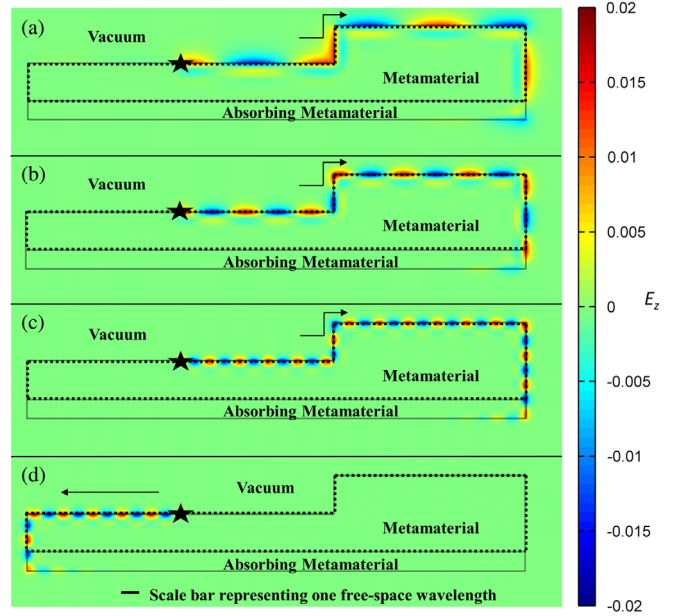 (a)
Vacuum
Metamaterial
Absorbing Metamaterial
(b)
Vacuum
Metamaterial
Absorbing Metamaterial
(c)
Vacuum
Metamaterial
Absorbing Metamaterial
(d)
Vacuum
Metamaterial
Absorbing Metamaterial
Scale bar representing one free-space wavelength
0.02
0.015
0.01
0.005
0
-0.005
-0.01
-0.015
-0.02
E_z